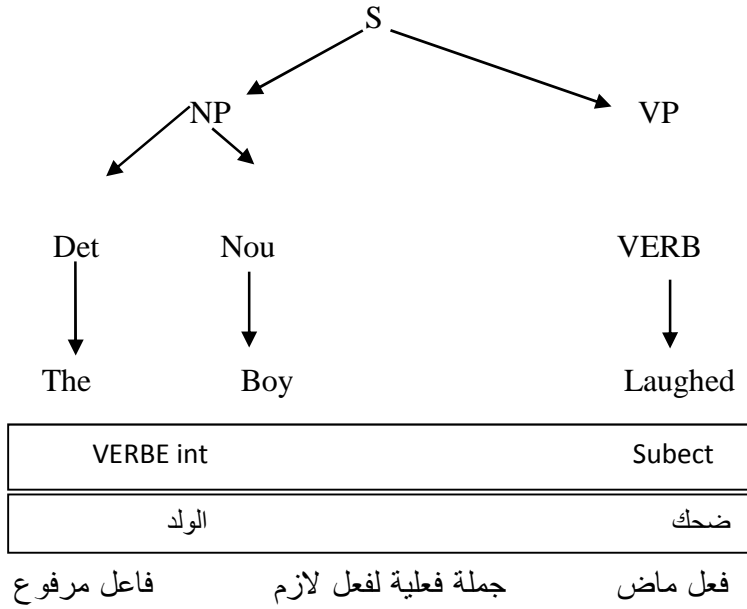 S
NP VP
Det Nou VERB
The Boy Laughed
VERBE int Subect
ضحك الولد
فعل ماض جملة فعلية لفعل لازم فاعل مرفوع